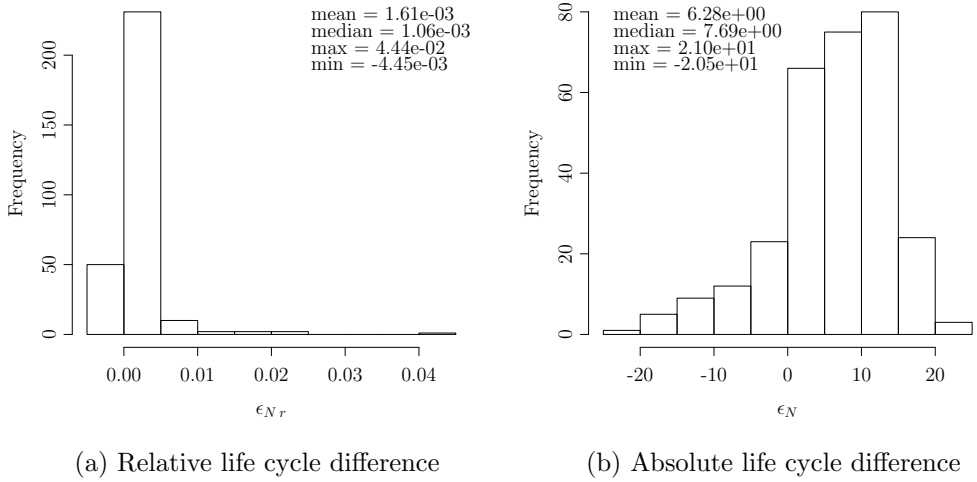 mean = 1.61e-03
median = 1.06e-03
max = 4.44e-02
min = -4.45e-03
Frequency
0
50
100
150
200
0.00 0.01 0.02 0.03 0.04
ϵ_{N r}
(a) Relative life cycle difference
mean = 6.28e+00
median = 7.69e+00
max = 2.10e+01
min = -2.05e+01
Frequency
0
20
40
60
80
-20 -10 0 10 20
ϵ_N
(b) Absolute life cycle difference